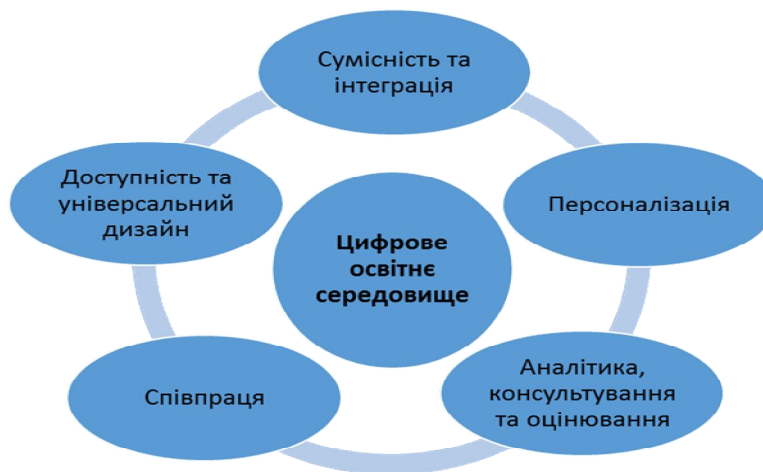 Сумісність та
інтеграція
Доступність та
універсальний
дизайн
Персоналізація
Цифрове
освітнє
середовище
Співпраця
Аналітика,
консультування
та оцінювання